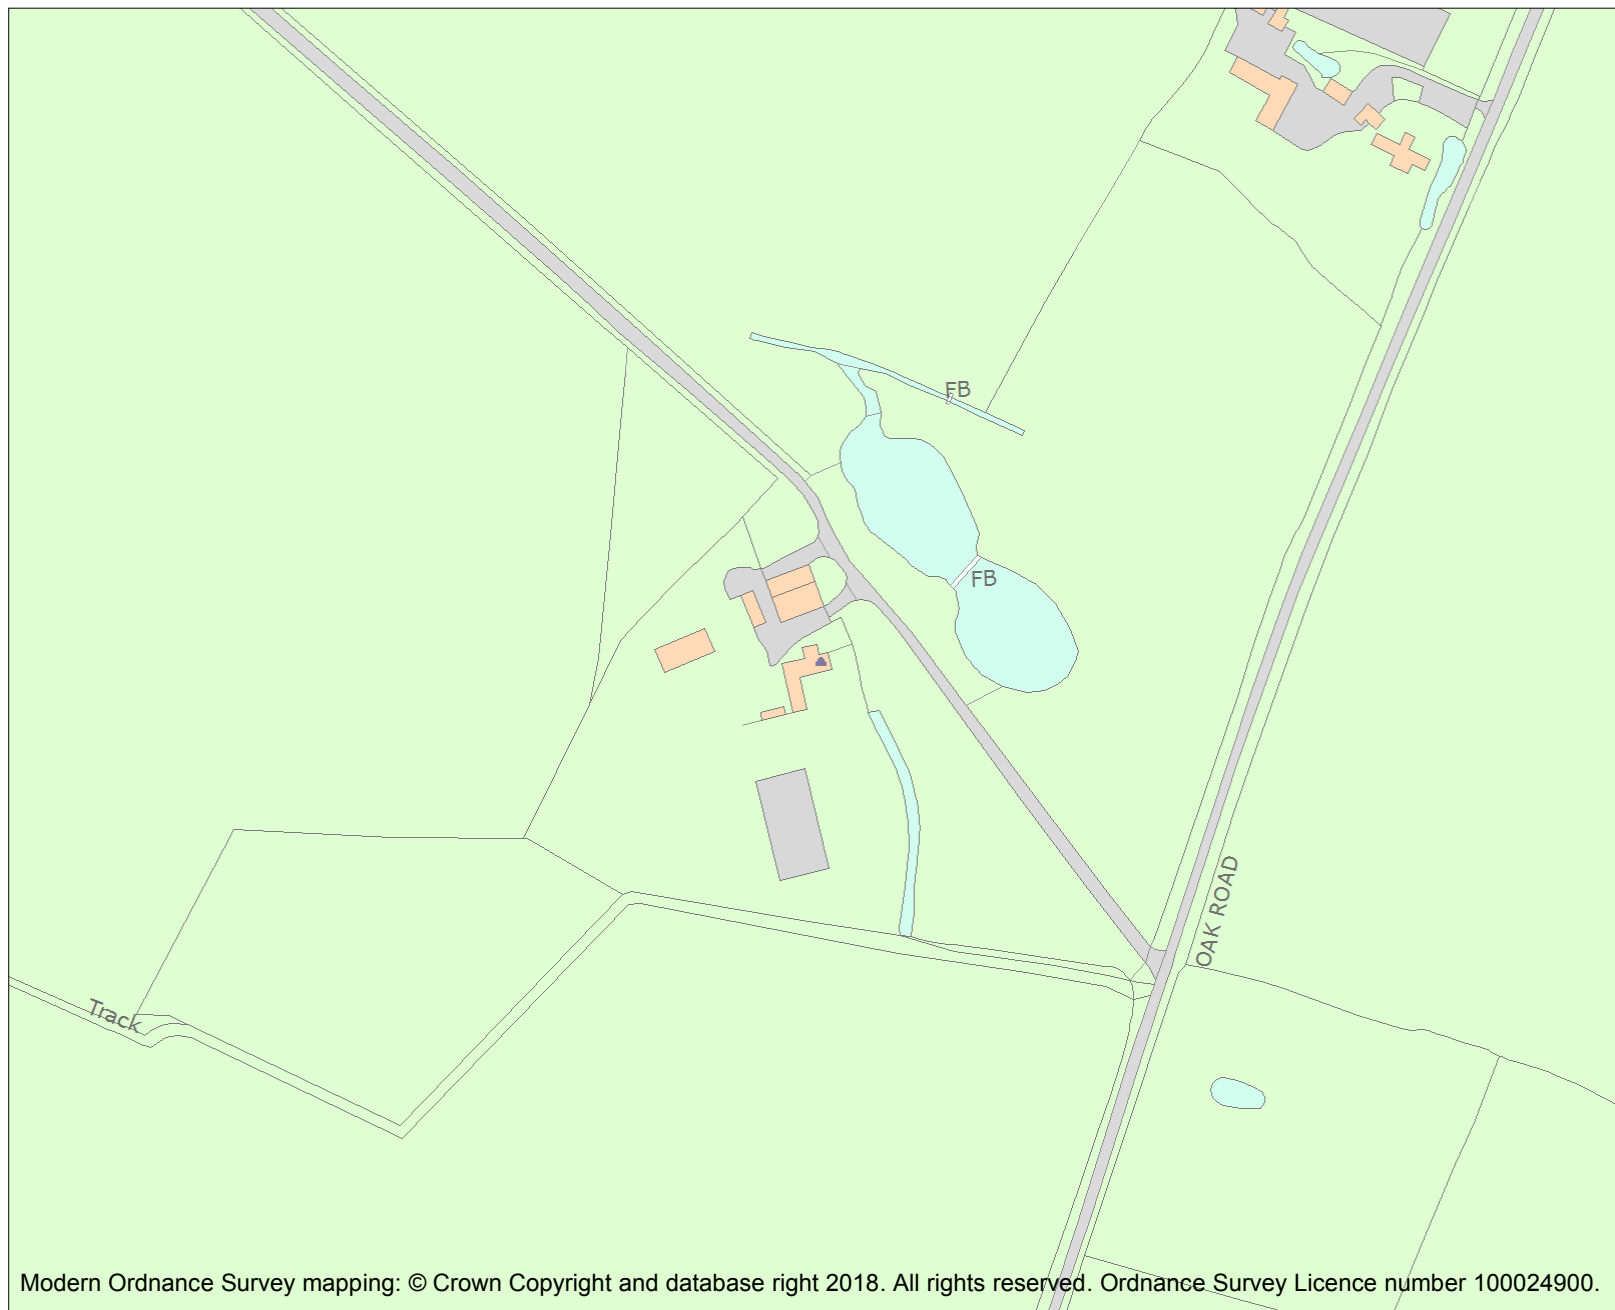 FB
FB
OAK ROAD
Track
Modern Ordnance Survey mapping: © Crown Copyright and database right 2018. All rights reserved. Ordnance Survey Licence number 100024900.